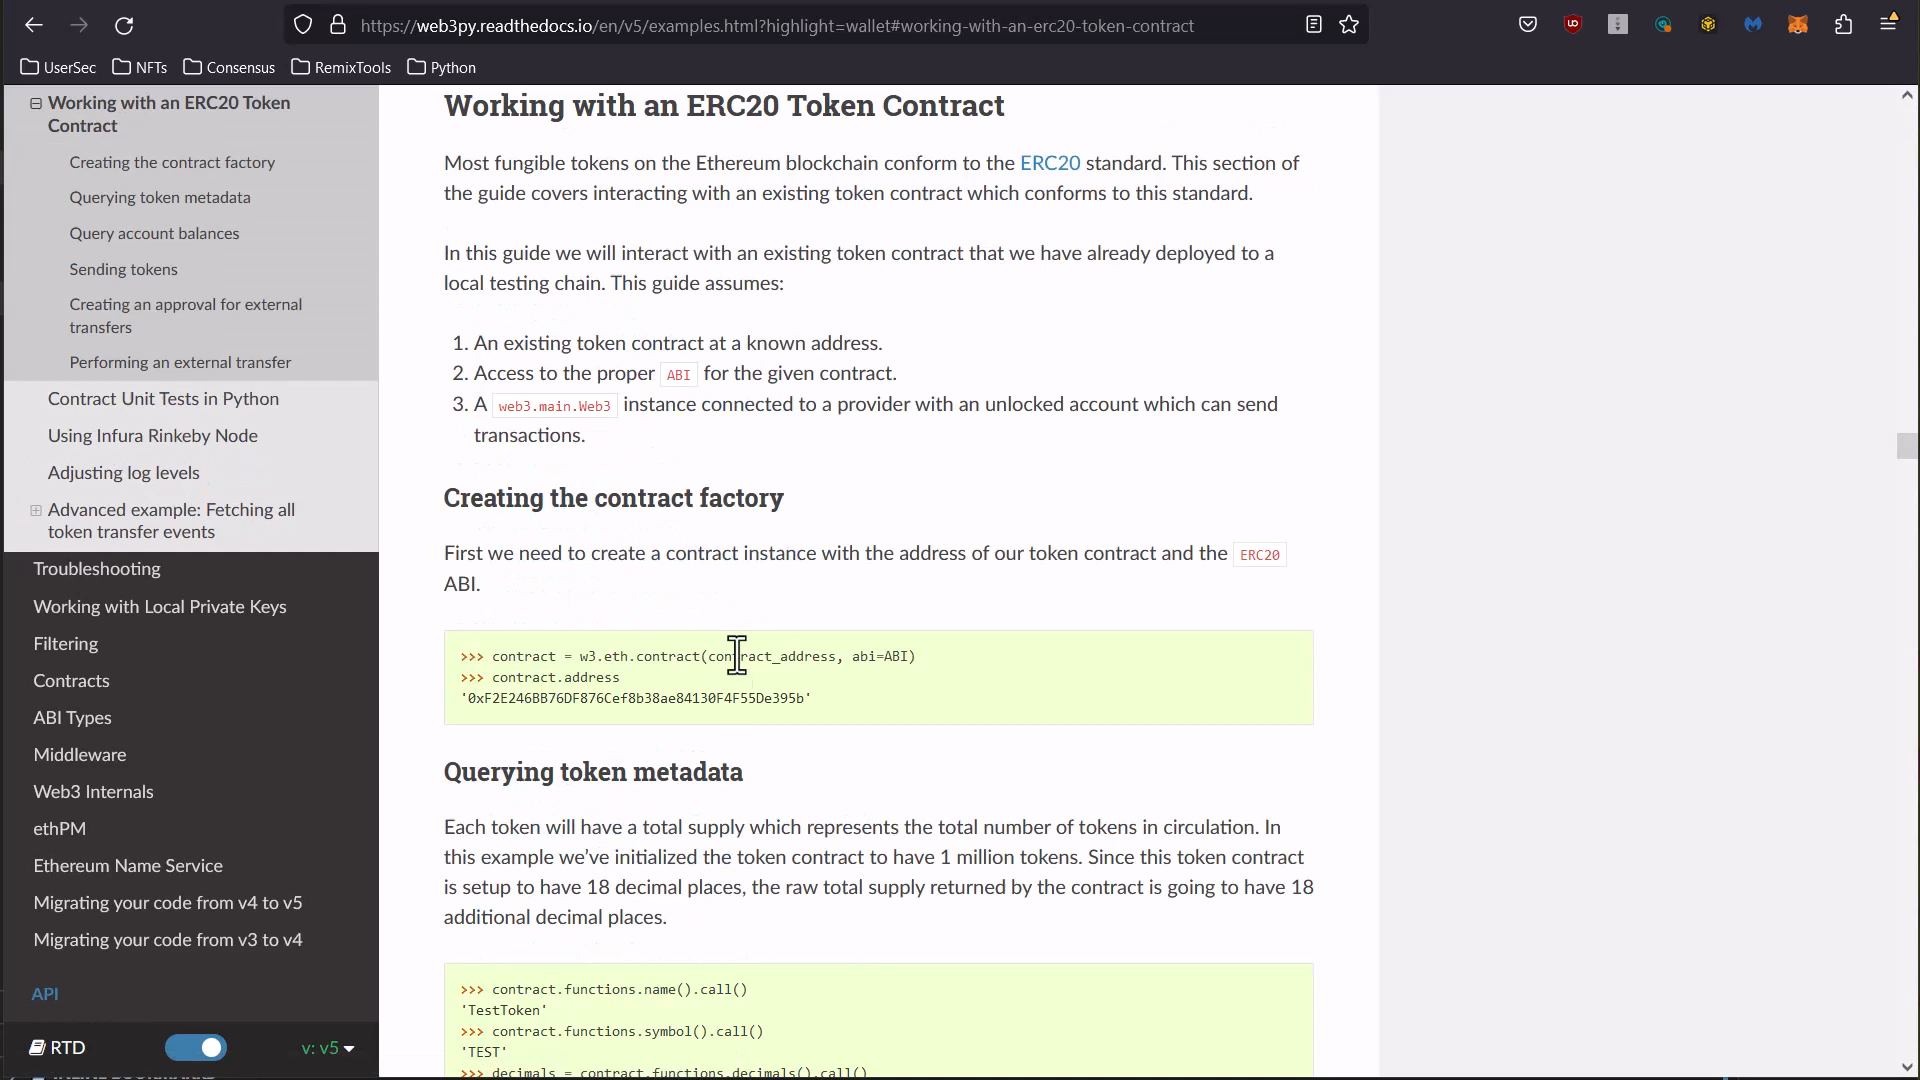 https://web3py.readthedocs.io/en/v5/examples.html?highlight=wallet#working-with-an-erc20-token-contract
UserSec NFTs Consensus RemixTools Python
Working with an ERC20 Token
Contract
Creating the contract factory
Querying token metadata
Query account balances
Sending tokens
Creating an approval for external
transfers
Performing an external transfer
Contract Unit Tests in Python
Using Infura Rinkeby Node
Adjusting log levels
Advanced example: Fetching all
token transfer events
Troubleshooting
Working with Local Private Keys
Filtering
Contracts
ABI Types
Middleware
Web3 Internals
ethPM
Ethereum Name Service
Migrating your code from v4 to v5
Migrating your code from v3 to v4
API
RTD v: v5
Working with an ERC20 Token Contract
Most fungible tokens on the Ethereum blockchain conform to the ERC20 standard. This section of
the guide covers interacting with an existing token contract which conforms to this standard.
In this guide we will interact with an existing token contract that we have already deployed to a
local testing chain. This guide assumes:
1. An existing token contract at a known address.
2. Access to the proper ABI for the given contract.
3. A web3.main.Web3 instance connected to a provider with an unlocked account which can send
transactions.
Creating the contract factory
First we need to create a contract instance with the address of our token contract and the ERC20
ABI.
>>> contract = w3.eth.contract(contract_address, abi=ABI)
>>> contract.address
'0xF2E246BB76DF876Cef8b38ae84130F4F55De395b'
Querying token metadata
Each token will have a total supply which represents the total number of tokens in circulation. In
this example we've initialized the token contract to have 1 million tokens. Since this token contract
is setup to have 18 decimal places, the raw total supply returned by the contract is going to have 18
additional decimal places.
>>> contract.functions.name().call()
'TestToken'
>>> contract.functions.symbol().call()
'TEST'
>>> decimals = contract.functions.decimals().call()